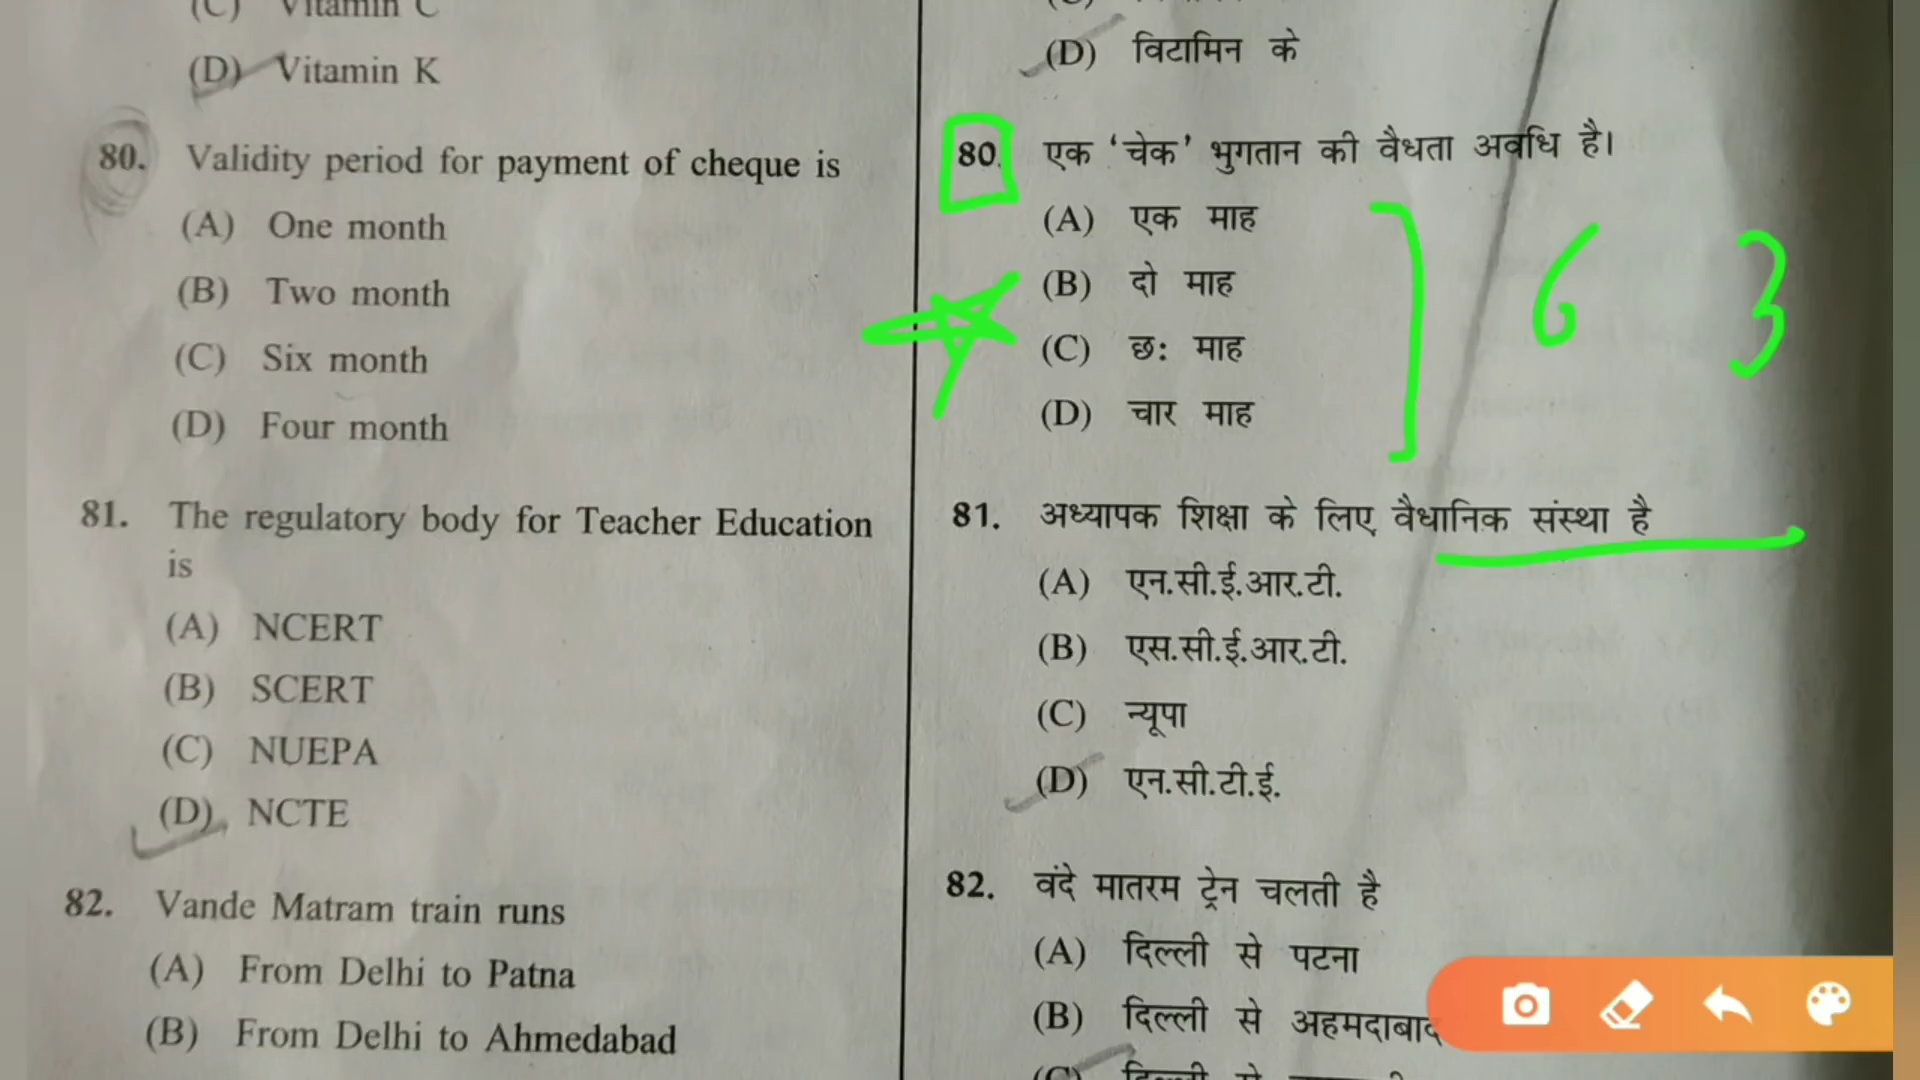 (C) Vitamin C
(D) Vitamin K
80. Validity period for payment of cheque is
(A) One month
(B) Two month
(C) Six month
(D) Four month
81. The regulatory body for Teacher Education
is
(A) NCERT
(B) SCERT
(C) NUEPA
(D) NCTE
82. Vande Matram train runs
(A) From Delhi to Patna
(B) From Delhi to Ahmedabad
(D) विटामिन के
80. एक ‘चेक’ भुगतान की वैधता अवधि है।
(A) एक माह
(B) दो माह
(C) छः माह
(D) चार माह
6 3
81. अध्यापक शिक्षा के लिए वैधानिक संस्था है
(A) एन.सी.ई.आर.टी.
(B) एस.सी.ई.आर.टी.
(C) न्यूपा
(D) एन.सी.टी.ई.
82. वंदे मातरम ट्रेन चलती है
(A) दिल्ली से पटना
(B) दिल्ली से अहमदाबाद
(C) दिल्ली से